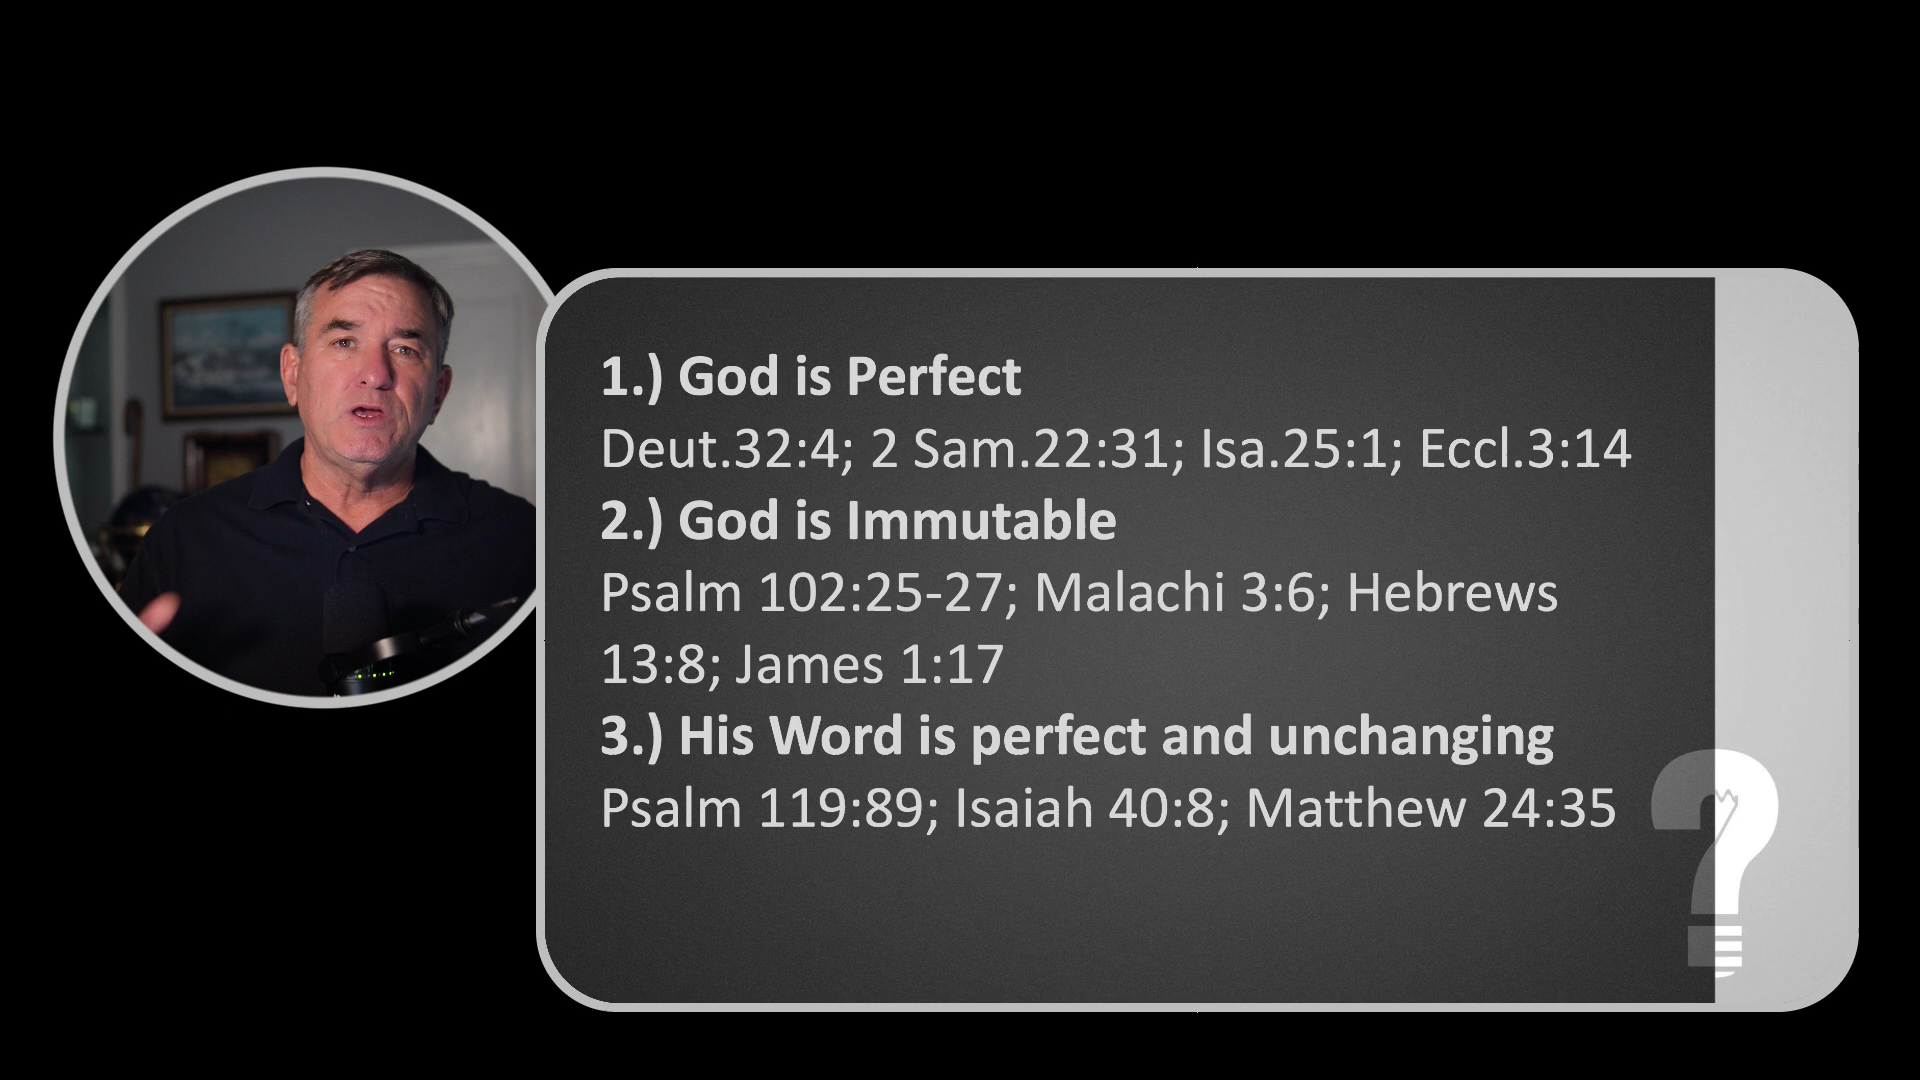 1.) God is Perfect
Deut.32:4; 2 Sam.22:31; Isa.25:1; Eccl.3:14
2.) God is Immutable
Psalm 102:25-27; Malachi 3:6; Hebrews
13:8; James 1:17
3.) His Word is perfect and unchanging
Psalm 119:89; Isaiah 40:8; Matthew 24:35
?